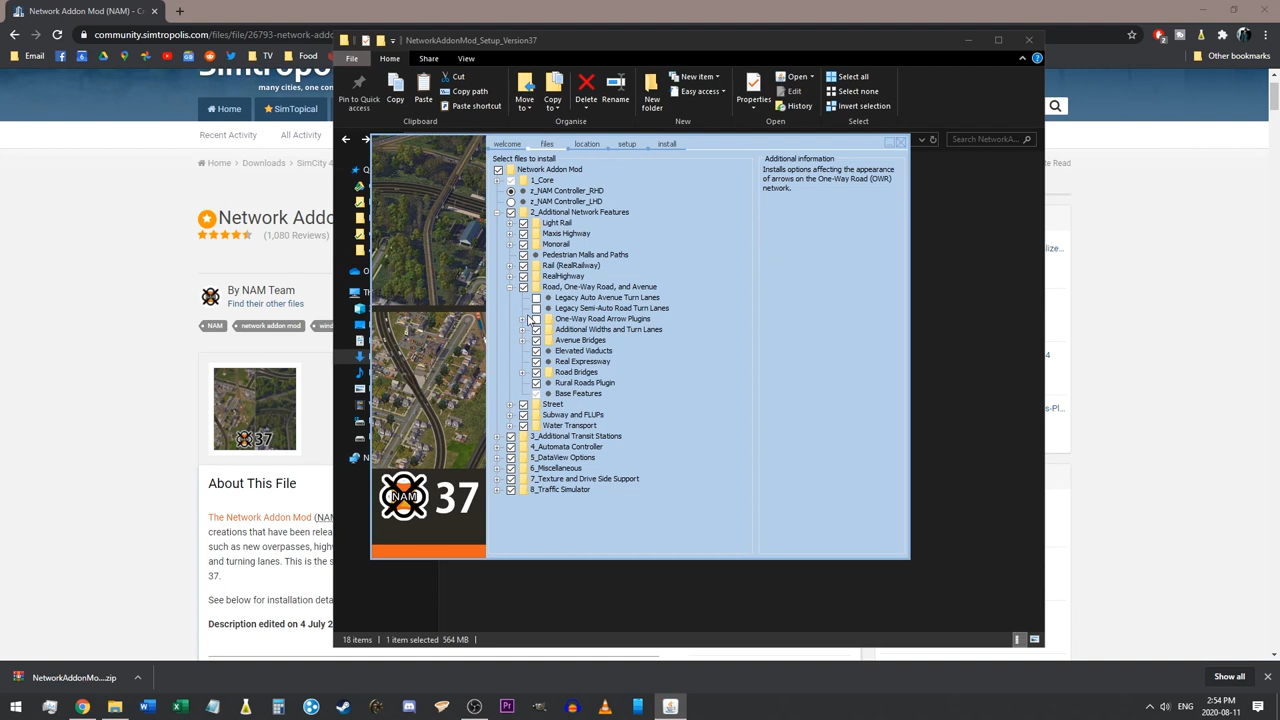 Network Addon Mod (NAM) - C
community.simtropolis.com/files/file/26793-network-addon
Email
TV
Food
Other bookmarks
NetworkAddonMod_Setup_Version37
File
Home
Share
View
Pin to Quick access
Copy
Paste
Cut
Copy path
Paste shortcut
Clipboard
Move to
Copy to
Delete
Rename
Organise
New folder
New item
Easy access
New
Properties
Open
Edit
History
Open
Select all
Select none
Invert selection
Select
Search NetworkA...
many cities, one con
Home
SimTopical
Recent Activity
All Activity
Home
Downloads
SimCity 4
Read
Network Addo
(1,080 Reviews)
By NAM Team
Find their other files
NAM
network addon mod
37
About This File
The Network Addon Mod (NAM
creations that have been relea
such as new overpasses, high
and turning lanes. This is the s
37.
See below for installation deta
Description edited on 4 July 2
welcome
files
location
setup
install
Select files to install
Network Addon Mod
1_Core
z_NAM Controller_RHD
z_NAM Controller_LHD
2_Additional Network Features
Light Rail
Maxis Highway
Monorail
Pedestrian Malls and Paths
Rail (RealRailway)
RealHighway
Road, One-Way Road, and Avenue
Legacy Auto Avenue Turn Lanes
Legacy Semi-Auto Road Turn Lanes
One-Way Road Arrow Plugins
Additional Widths and Turn Lanes
Avenue Bridges
Elevated Viaducts
Real Expressway
Road Bridges
Rural Roads Plugin
Base Features
Street
Subway and FLUPs
Water Transport
3_Additional Transit Stations
4_Automata Controller
5_DataView Options
6_Miscellaneous
7_Texture and Drive Side Support
8_Traffic Simulator
Additional information
Installs options affecting the appearance
of arrows on the One-Way Road (OWR)
network.
NAM
37
18 items
1 item selected 564 MB
NetworkAddonMo....zip
Show all
ENG
2:54 PM
2020-08-11